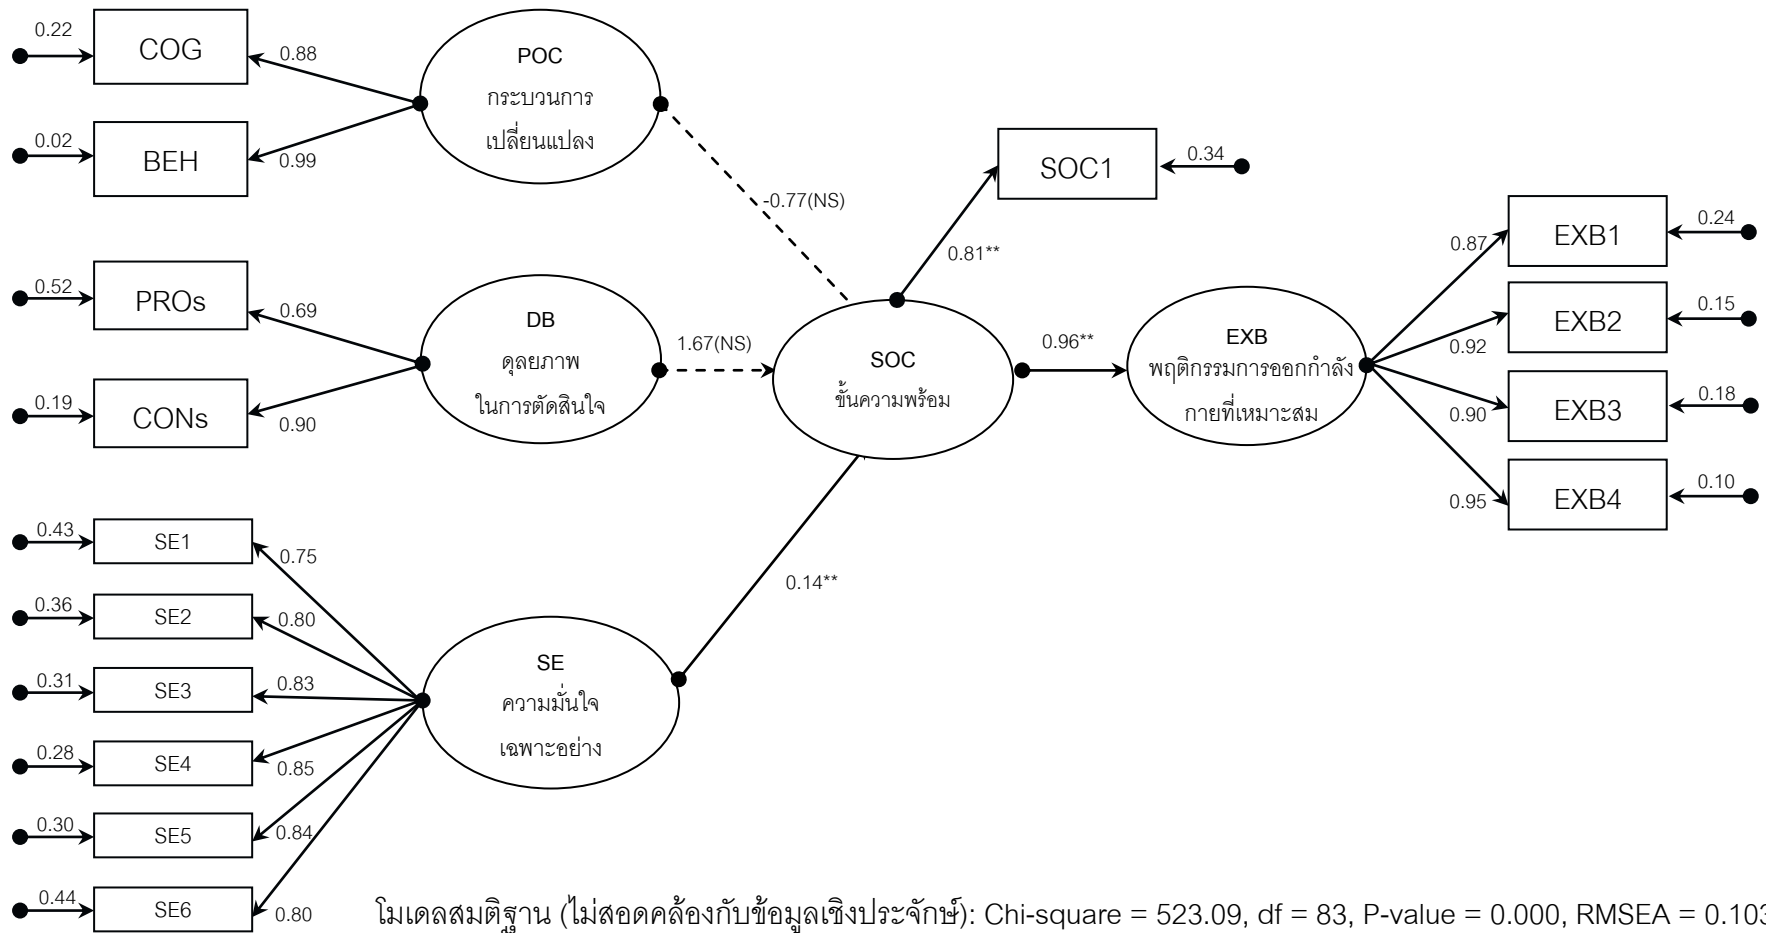 0.22
COG
0.88
0.02
BEH
0.99
POC
กระบวนการ
เปลี่ยนแปลง
-0.77(NS)
0.52
PROs
0.69
0.19
CONs
0.90
DB
ดุลยภาพ
ในการตัดสินใจ
1.67(NS)
0.43
SE1
0.75
0.36
SE2
0.80
0.31
SE3
0.83
0.28
SE4
0.85
0.30
SE5
0.84
0.44
SE6
0.80
SE
ความมั่นใจ
เฉพาะอย่าง
0.14**
SOC
ขั้นความพร้อม
0.81**
SOC1
0.34
0.96**
EXB
พฤติกรรมการออกกำลัง
กายที่เหมาะสม
0.87
EXB1
0.24
0.92
EXB2
0.15
0.90
EXB3
0.18
0.95
EXB4
0.10
โมเดลสมติฐาน (ไม่สอดคล้องกับข้อมูลเชิงประจักษ์): Chi-square = 523.09, df = 83, P-value = 0.000, RMSEA = 0.103